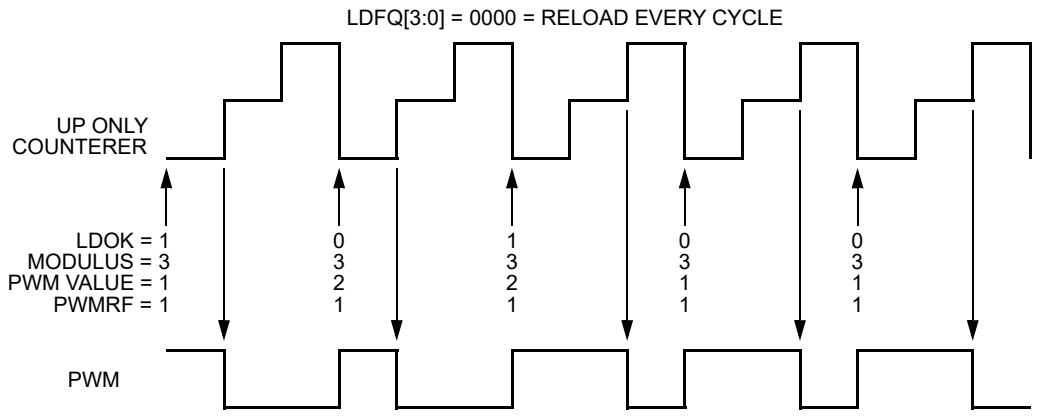 LDFQ[3:0] = 0000 = RELOAD EVERY CYCLE
UP ONLY
COUNTERER
LDOK = 1 0 1 0 0
MODULUS = 3 3 3 3 3
PWM VALUE = 1 2 2 1 1
PWMRF = 1 1 1 1 1
PWM